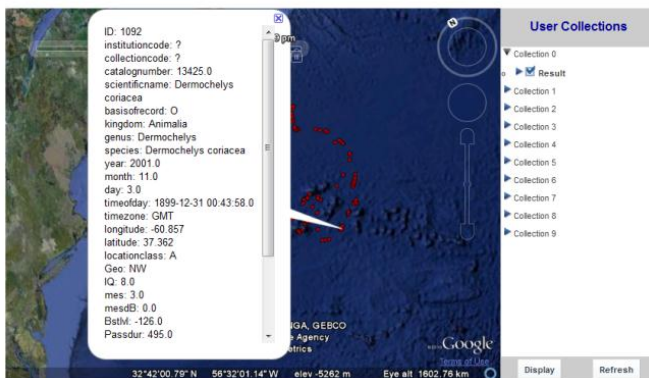 ID: 1092
institutioncode: ?
collectioncode: ?
catalognumber: 13425.0
scientificname: Dermochelys
coriacea
basisofrecord: O
kingdom: Animalia
genus: Dermochelys
species: Dermochelys coriacea
year: 2001.0
month: 11.0
day: 3.0
timeofday: 1899-12-31 00:43:58.0
timezone: GMT
longitude: -60.857
latitude: 37.362
locationclass: A
Geo: NW
IQ: 8.0
mes: 3.0
mesdB: 0.0
Bstlvl: -126.0
Passdur: 495.0
pm
N
GEBCO
Agency
Google
Terms of Use
32°42'00.79" N 56°32'01.14" W elev -5262 m Eye alt 1602.76 km
User Collections
Collection 0
Result
Collection 1
Collection 2
Collection 3
Collection 4
Collection 5
Collection 6
Collection 7
Collection 8
Collection 9
Display Refresh